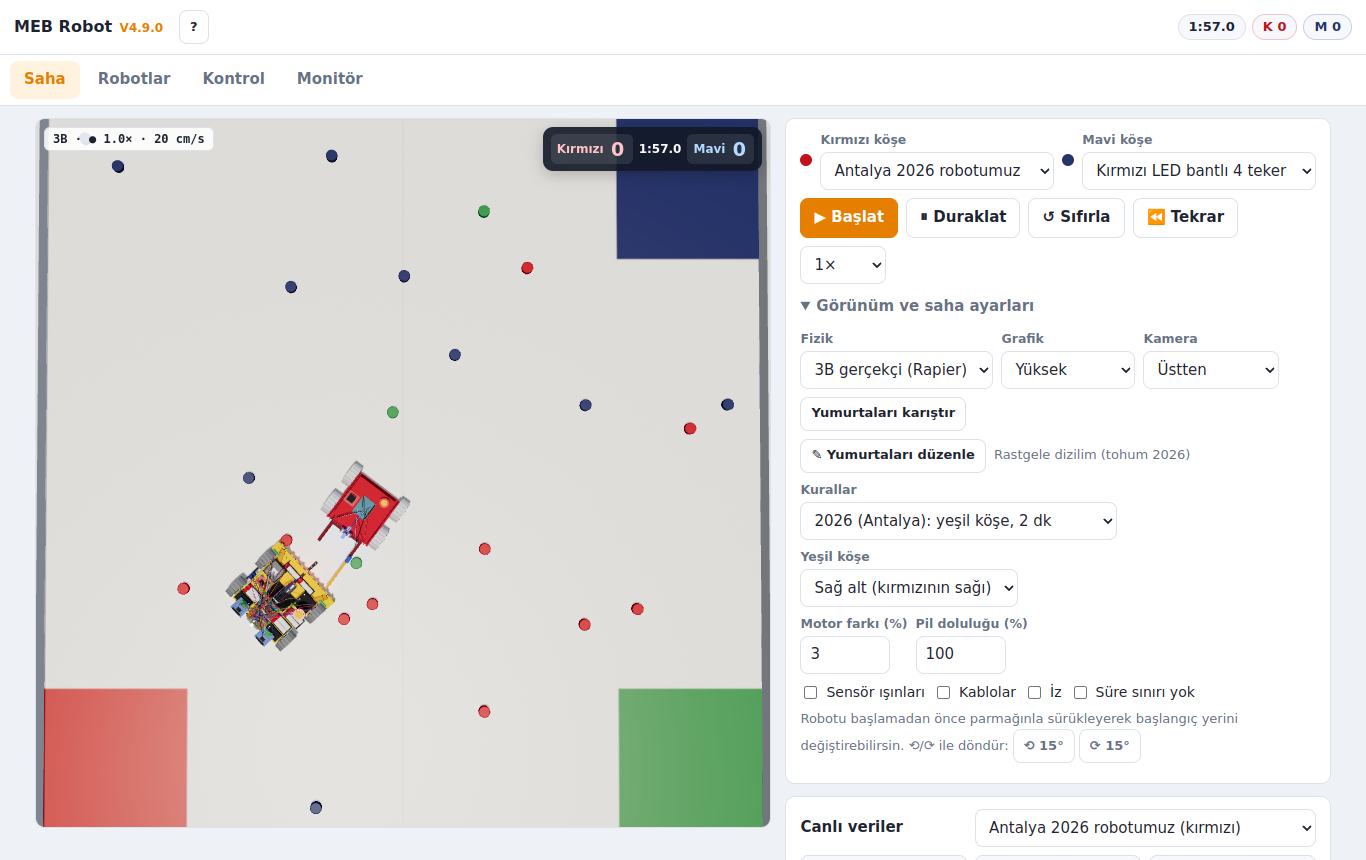 MEB Robot V4.9.0 ?
1:57.0 K 0 M 0
Saha Robotlar Kontrol Monitör
3B · ● 1.0× · 20 cm/s
Kırmızı 0 1:57.0 Mavi 0
Kırmızı köşe Mavi köşe
Antalya 2026 robotumuz Kırmızı LED bantlı 4 teker
▶ Başlat ⏸ Duraklat ↺ Sıfırla ⏪ Tekrar
1×
▼ Görünüm ve saha ayarları
Fizik Grafik Kamera
3B gerçekçi (Rapier) Yüksek Üstten
Yumurtaları karıştır
✎ Yumurtaları düzenle Rastgele dizilim (tohum 2026)
Kurallar
2026 (Antalya): yeşil köşe, 2 dk
Yeşil köşe
Sağ alt (kırmızının sağı)
Motor farkı (%) Pil doluluğu (%)
3 100
Sensör ışınları Kablolar İz Süre sınırı yok
Robotu başlamadan önce parmağınla sürükleyerek başlangıç yerini
değiştirebilirsin. ⟲/⟳ ile döndür: ⟲ 15° ⟳ 15°
Canlı veriler Antalya 2026 robotumuz (kırmızı)